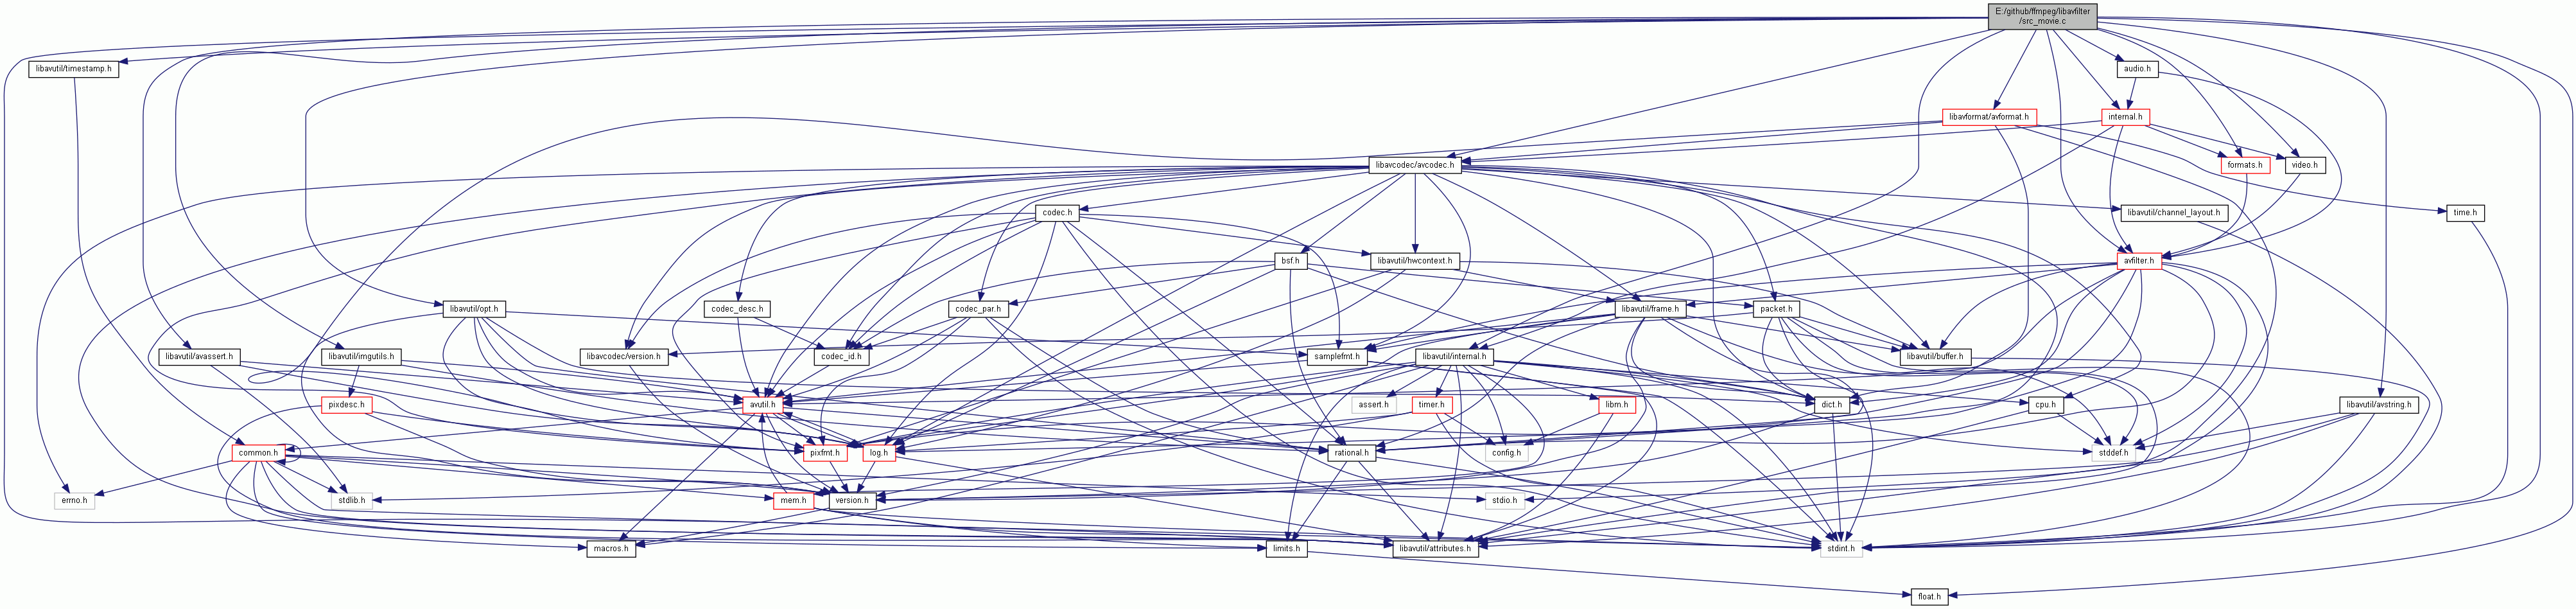 E:/github/ffmpeg/libavfilter
/src_movie.c
libavutil/timestamp.h
audio.h
libavformat/avformat.h
internal.h
libavcodec/avcodec.h
formats.h
video.h
codec.h
libavutil/channel_layout.h
time.h
bsf.h
libavutil/hwcontext.h
avfilter.h
libavutil/opt.h
codec_desc.h
codec_par.h
libavutil/frame.h
packet.h
libavutil/avassert.h
libavutil/imgutils.h
libavcodec/version.h
codec_id.h
samplefmt.h
libavutil/internal.h
libavutil/buffer.h
pixdesc.h
avutil.h
assert.h
timer.h
libm.h
dict.h
cpu.h
libavutil/avstring.h
common.h
pixfmt.h
log.h
rational.h
config.h
stddef.h
errno.h
stdlib.h
mem.h
version.h
stdio.h
macros.h
limits.h
libavutil/attributes.h
stdint.h
float.h